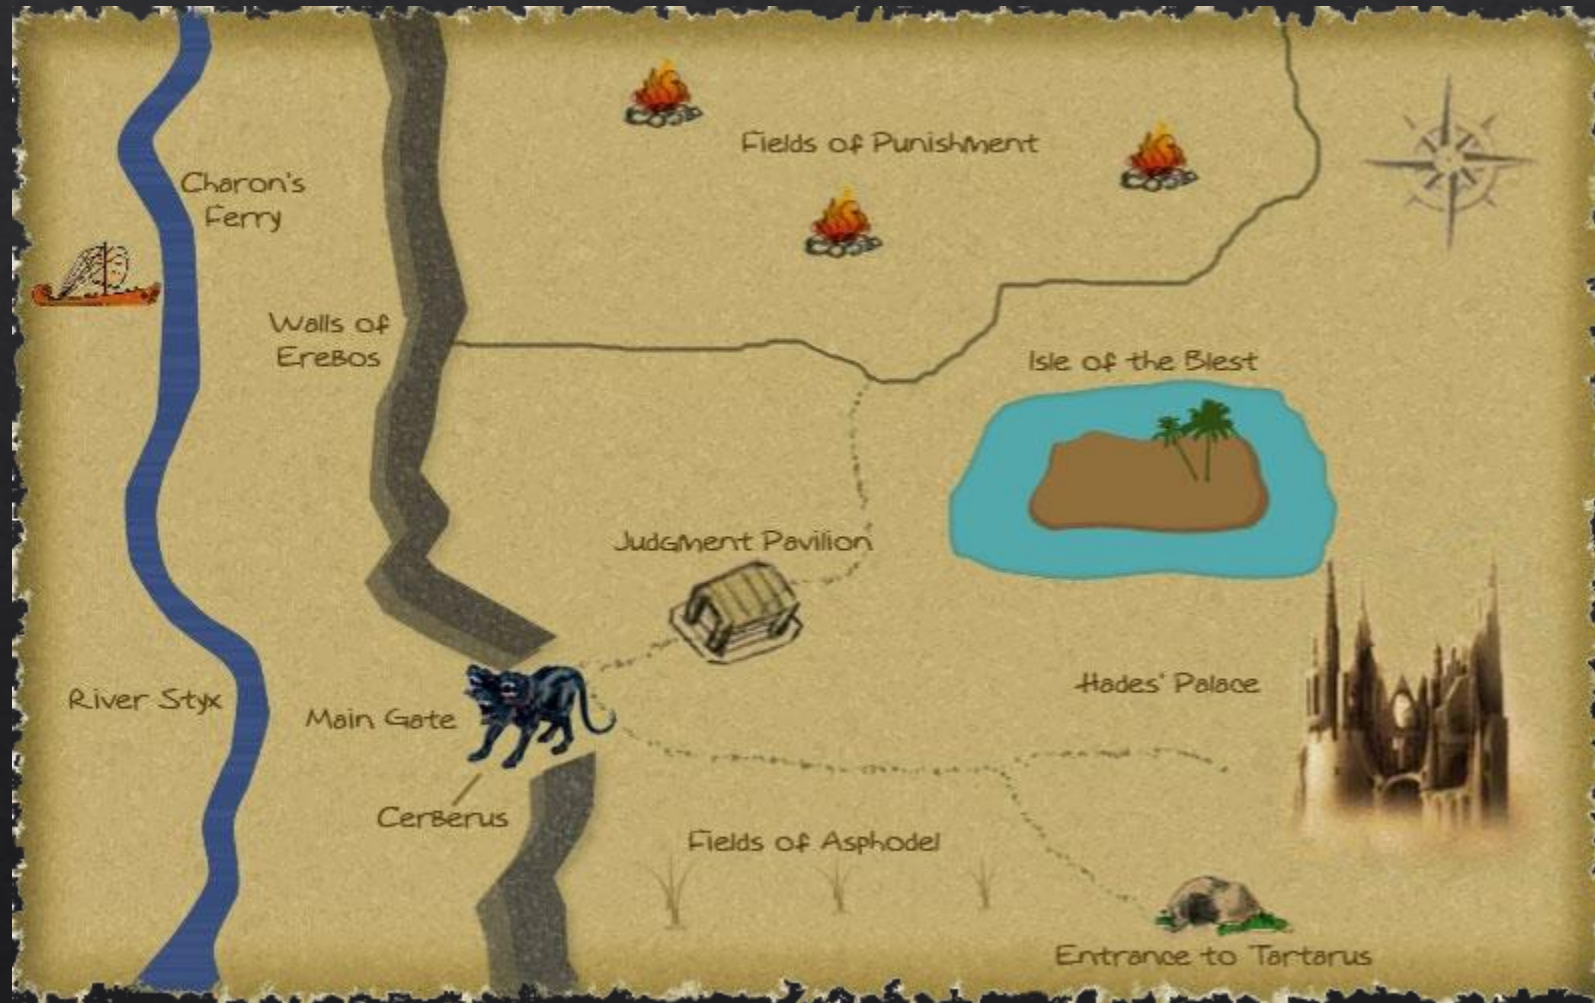 Fields of Punishment
Charon's
Ferry
Walls of
Erebos
Isle of the Blest
Judgment Pavilion
Hades' Palace
River Styx
Main Gate
Cerberus
Fields of Asphodel
Entrance to Tartarus